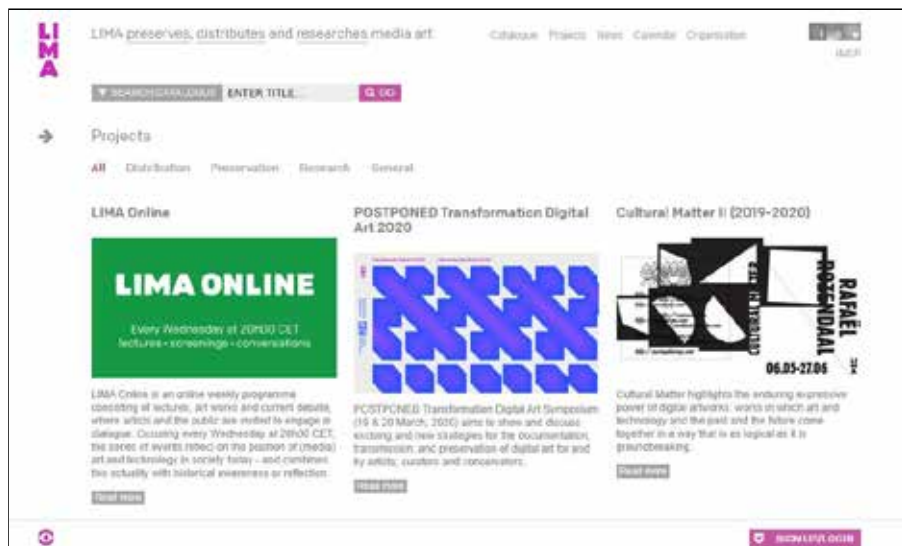 LIMA
LIMA preserves, distributes and researches media art
Catalogue Projects News Calendar Organisation
SEARCH CATALOGUE ENTER TITLE... GO
Projects
All Distribution Preservation Research General
LIMA Online
LIMA ONLINE
Every Wednesday at 20H00 CET
lectures - screenings - conversations
LIMA Online is an online weekly programme
consisting of lectures, art works and current debate,
where artists and the public are invited to engage in
dialogue. Occuring every Wednesday at 20h00 CET,
the series of events reflect on the position of (media)
art and technology in society today - and combines
this actuality with historical awareness or reflection.
Read more
POSTPONED Transformation Digital
Art 2020
POSTPONED Transformation Digital Art Symposium
(19 & 20 March, 2020) aims to show and discuss
existing and new strategies for the documentation,
transmission, and preservation of digital art for and
by artists, curators and conservators.
Read more
Cultural Matter II (2019-2020)
RAFAËL
ROZENDAAL
06.05-27.06
Cultural Matter highlights the enduring expressive
power of digital artworks: works in which art and
technology and the past and the future come
together in a way that is as logical as it is
groundbreaking.
Read more
SIGN UP/LOGIN